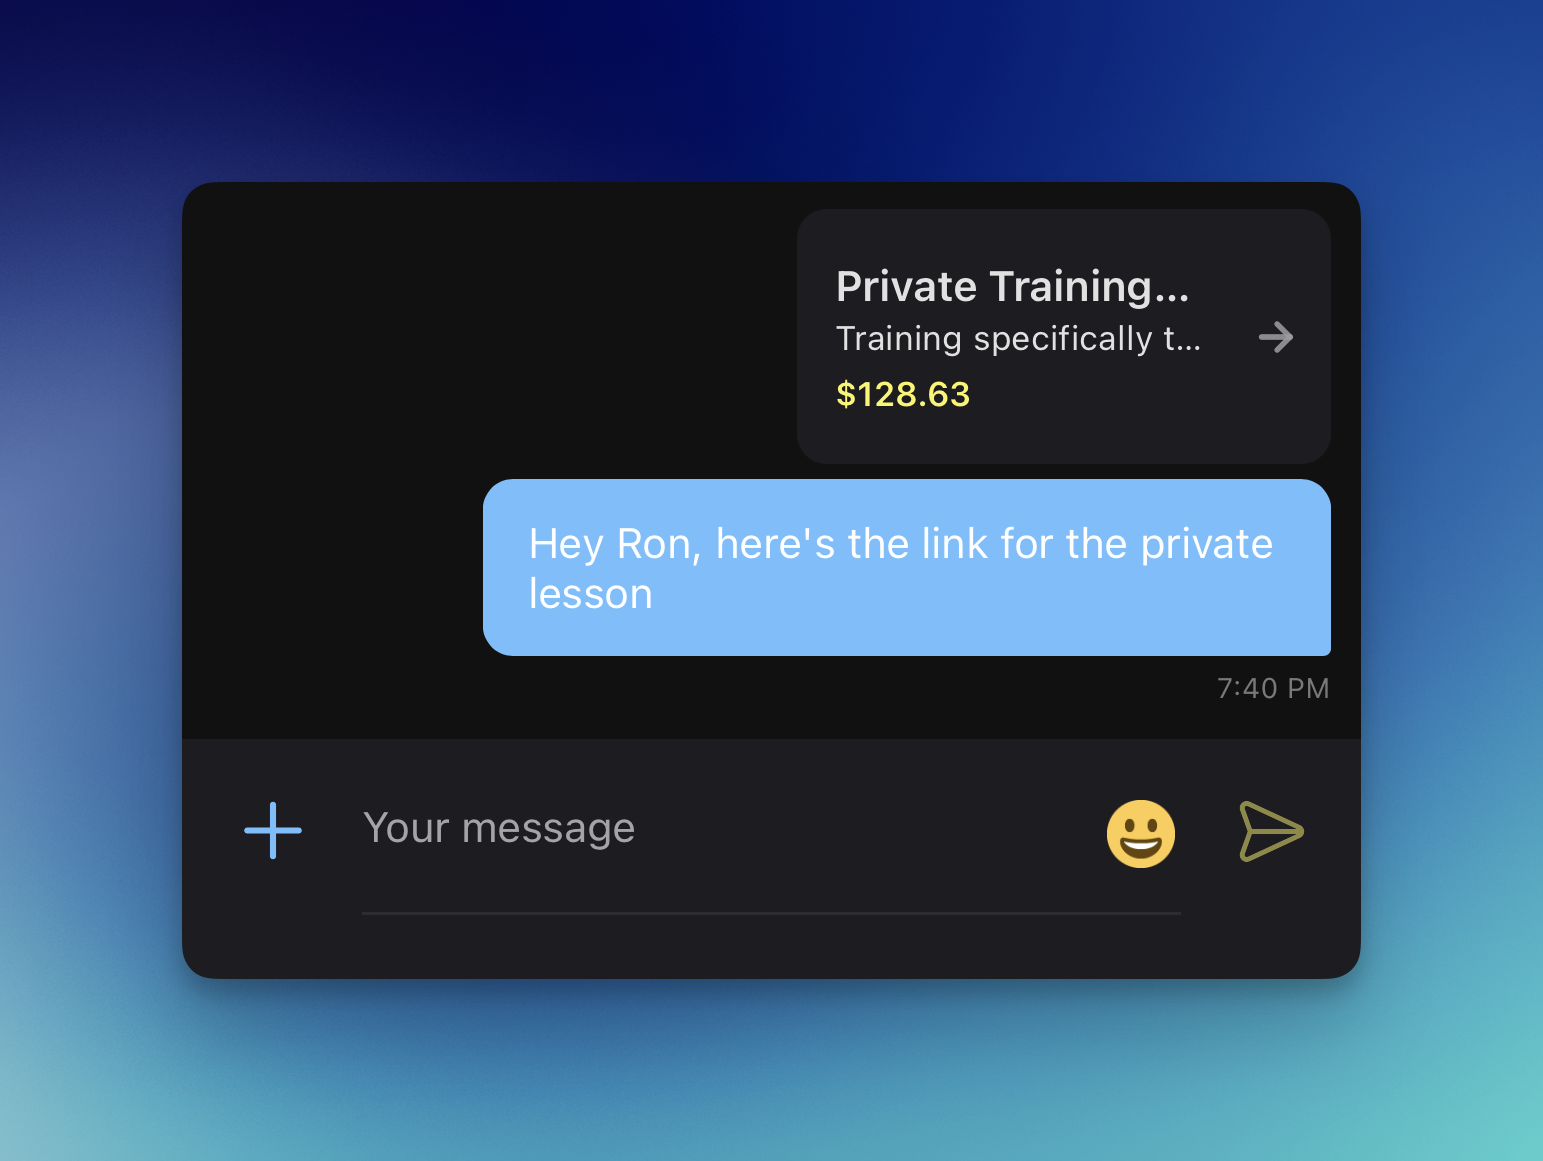 Private Training...
Training specifically t...
$128.63
Hey Ron, here's the link for the private
lesson
7:40 PM
Your message